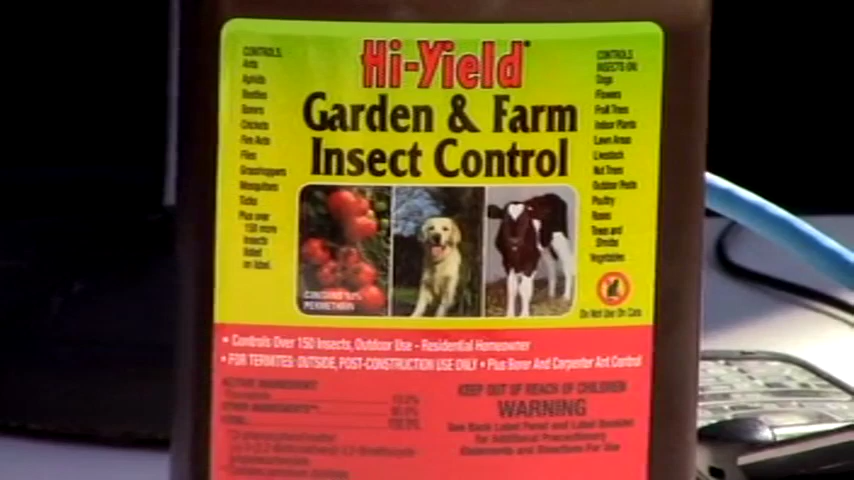 Hi-Yield
Garden & Farm
Insect Control
CONTROLS:
Ants
Aphids
Beetles
Borers
Crickets
Fire Ants
Flies
Grasshoppers
Mosquitoes
Ticks
Plus over
150 more
insects
listed
on label.
CONTROLS
INSECTS ON:
Dogs
Flowers
Fruit Trees
Indoor Plants
Lawn Areas
Livestock
Nut Trees
Outdoor Pests
Poultry
Roses
Trees and
Shrubs
Vegetables
Do Not Use On Cats
CONTAINS 10%
PERMETHRIN
• Controls Over 150 Insects, Outdoor Use - Residential Homeowner
• FOR TERMITES: OUTSIDE, POST-CONSTRUCTION USE ONLY • Plus Borer And Carpenter Ant Control
ACTIVE INGREDIENT:
OTHER INGREDIENTS
KEEP OUT OF REACH OF CHILDREN
WARNING
See Back Label Panel and Label Booklet
for Additional Precautionary
Statements and Directions For Use